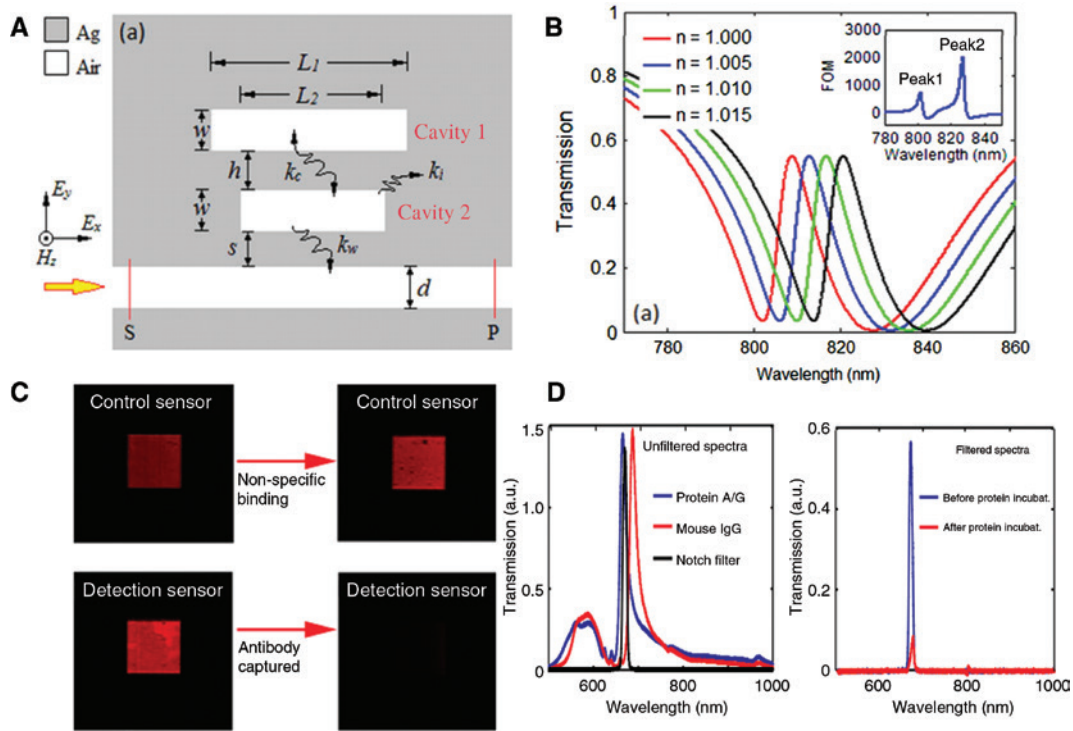 A
Ag
Air
(a)
L1
L2
w
Cavity 1
h
kc
ki
w
Cavity 2
Ey
Ex
Hz
s
kw
d
S
P
B
n = 1.000
n = 1.005
n = 1.010
n = 1.015
Transmission
1
0.8
0.6
0.4
0.2
0
780
800
820
840
860
Wavelength (nm)
(a)
FOM
3000
2000
1000
0
Peak1
Peak2
780
800
820
840
Wavelength (nm)
C
Control sensor
Non-specific
binding
Control sensor
Detection sensor
Antibody
captured
Detection sensor
D
Transmission (a.u.)
1.5
1.0
0.5
0
Unfiltered spectra
Protein A/G
Mouse IgG
Notch filter
600
800
1000
Wavelength (nm)
Transmission (a.u.)
0.6
0.4
0.2
0
Filtered spectra
Before protein incubat.
After protein incubat.
600
800
1000
Wavelength (nm)